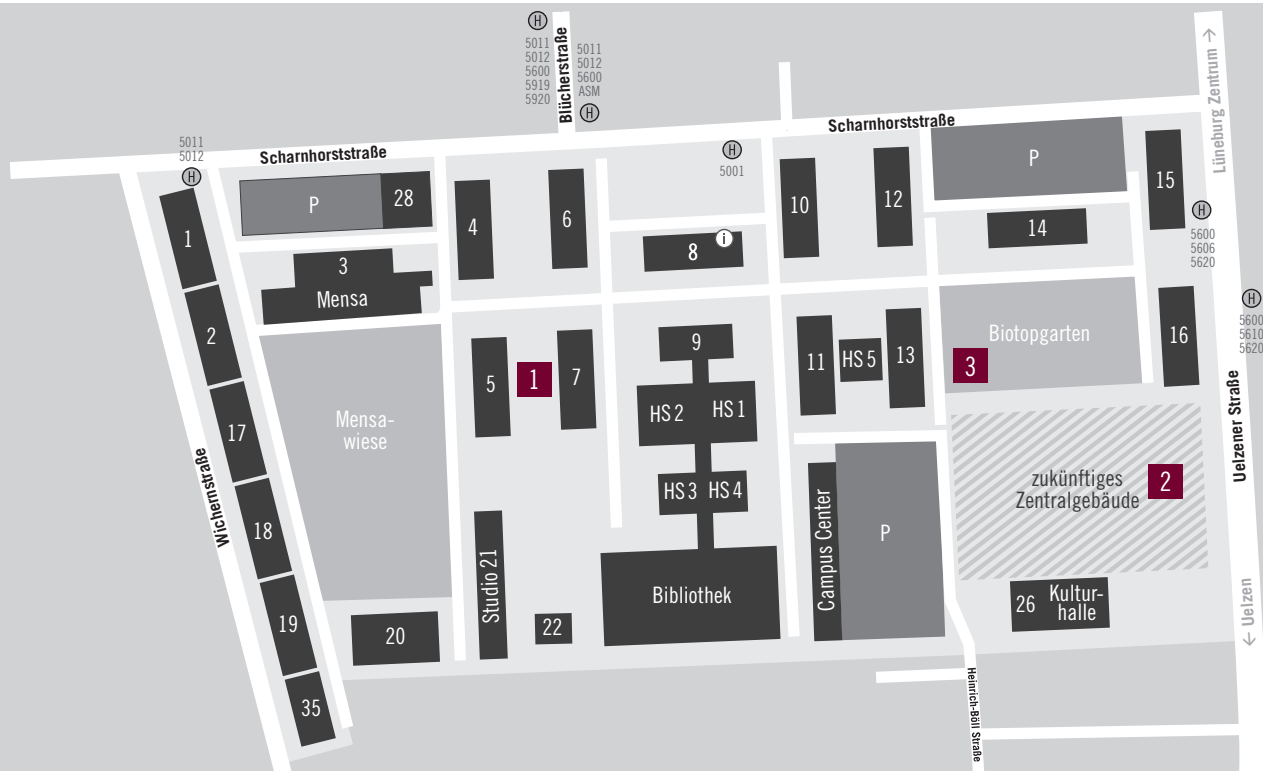 H
5011
5012
5600
5919
5920
Blücherstraße
5011
5012
5600
ASM
H
Lüneburg Zentrum →
5011
5012
H
Scharnhorststraße
H
5001
Scharnhorststraße
P
28
4
6
8
i
10
12
P
14
15
H
5600
5606
5620
H
5600
5610
5620
1
2
17
18
19
35
Wichernstraße
3
Mensa
Mensa-
wiese
5
1
7
9
HS 2
HS 1
HS 3
HS 4
Bibliothek
11
HS 5
13
Biotopgarten
3
16
Uelzener Straße
zukünftiges
Zentralgebäude
2
Campus Center
P
Studio 21
20
22
26
Kultur-
halle
← Uelzen
Heinrich-Böll Straße